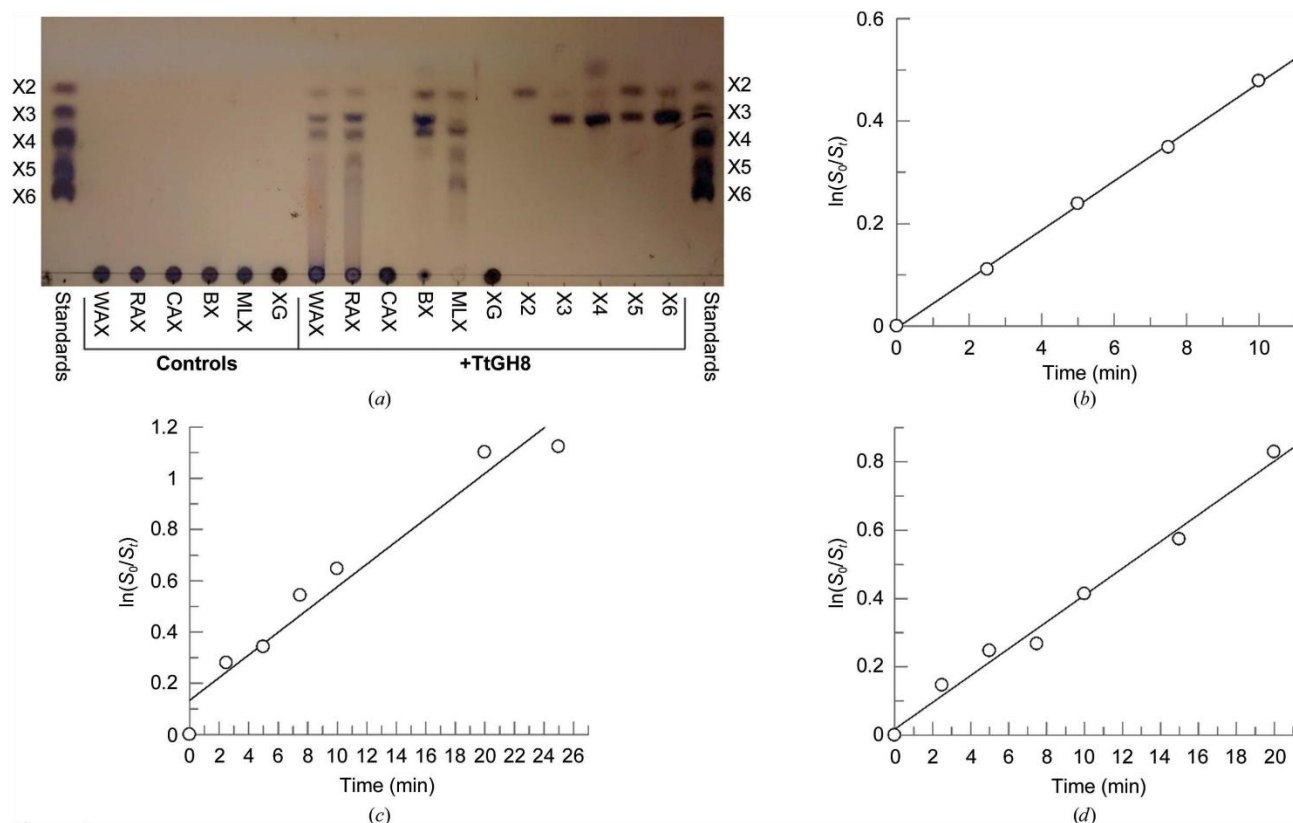 X2
X3
X4
X5
X6
X2
X3
X4
X5
X6
Standards
WAX
RAX
CAX
BX
MLX
XG
WAX
RAX
CAX
BX
MLX
XG
X2
X3
X4
X5
X6
Standards
Controls
+TtGH8
(a)
0.6
0.4
0.2
0
ln(S₀/Sₜ)
0 2 4 6 8 10
Time (min)
(b)
1.2
1
0.8
0.6
0.4
0.2
0
ln(S₀/Sₜ)
0 2 4 6 8 10 12 14 16 18 20 22 24 26
Time (min)
(c)
0.8
0.6
0.4
0.2
0
ln(S₀/Sₜ)
0 2 4 6 8 10 12 14 16 18 20
Time (min)
(d)